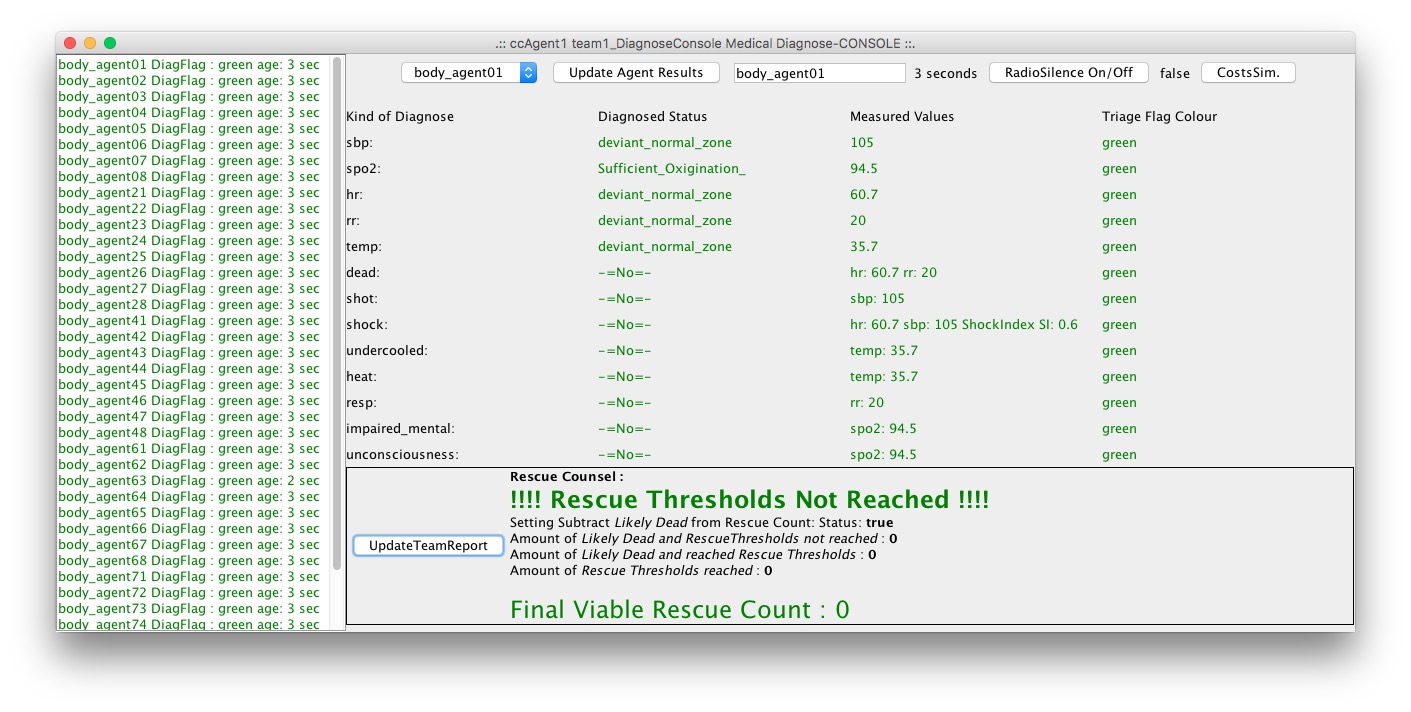 .:: ccAgent1 team1_DiagnoseConsole Medical Diagnose-CONSOLE ::.
body_agent01 Update Agent Results body_agent01 3 seconds RadioSilence On/Off false CostsSim.
body_agent01 DiagFlag : green age: 3 sec
body_agent02 DiagFlag : green age: 3 sec
body_agent03 DiagFlag : green age: 3 sec
body_agent04 DiagFlag : green age: 3 sec
body_agent05 DiagFlag : green age: 3 sec
body_agent06 DiagFlag : green age: 3 sec
body_agent07 DiagFlag : green age: 3 sec
body_agent08 DiagFlag : green age: 3 sec
body_agent21 DiagFlag : green age: 3 sec
body_agent22 DiagFlag : green age: 3 sec
body_agent23 DiagFlag : green age: 3 sec
body_agent24 DiagFlag : green age: 3 sec
body_agent25 DiagFlag : green age: 3 sec
body_agent26 DiagFlag : green age: 3 sec
body_agent27 DiagFlag : green age: 3 sec
body_agent28 DiagFlag : green age: 3 sec
body_agent41 DiagFlag : green age: 3 sec
body_agent42 DiagFlag : green age: 3 sec
body_agent43 DiagFlag : green age: 3 sec
body_agent44 DiagFlag : green age: 3 sec
body_agent45 DiagFlag : green age: 3 sec
body_agent46 DiagFlag : green age: 3 sec
body_agent47 DiagFlag : green age: 3 sec
body_agent48 DiagFlag : green age: 3 sec
body_agent61 DiagFlag : green age: 3 sec
body_agent62 DiagFlag : green age: 3 sec
body_agent63 DiagFlag : green age: 2 sec
body_agent64 DiagFlag : green age: 3 sec
body_agent65 DiagFlag : green age: 3 sec
body_agent66 DiagFlag : green age: 3 sec
body_agent67 DiagFlag : green age: 3 sec
body_agent68 DiagFlag : green age: 3 sec
body_agent71 DiagFlag : green age: 3 sec
body_agent72 DiagFlag : green age: 3 sec
body_agent73 DiagFlag : green age: 3 sec
body_agent74 DiagFlag : green age: 3 sec
Kind of Diagnose Diagnosed Status Measured Values Triage Flag Colour
sbp: deviant_normal_zone 105 green
spo2: Sufficient_Oxigination_ 94.5 green
hr: deviant_normal_zone 60.7 green
rr: deviant_normal_zone 20 green
temp: deviant_normal_zone 35.7 green
dead: -=No=- hr: 60.7 rr: 20 green
shot: -=No=- sbp: 105 green
shock: -=No=- hr: 60.7 sbp: 105 ShockIndex SI: 0.6 green
undercooled: -=No=- temp: 35.7 green
heat: -=No=- temp: 35.7 green
resp: -=No=- rr: 20 green
impaired_mental: -=No=- spo2: 94.5 green
unconsciousness: -=No=- spo2: 94.5 green
UpdateTeamReport
Rescue Counsel :
!!!! Rescue Thresholds Not Reached !!!!
Setting Subtract Likely Dead from Rescue Count: Status: true
Amount of Likely Dead and RescueThresholds not reached : 0
Amount of Likely Dead and reached Rescue Thresholds : 0
Amount of Rescue Thresholds reached : 0
Final Viable Rescue Count : 0